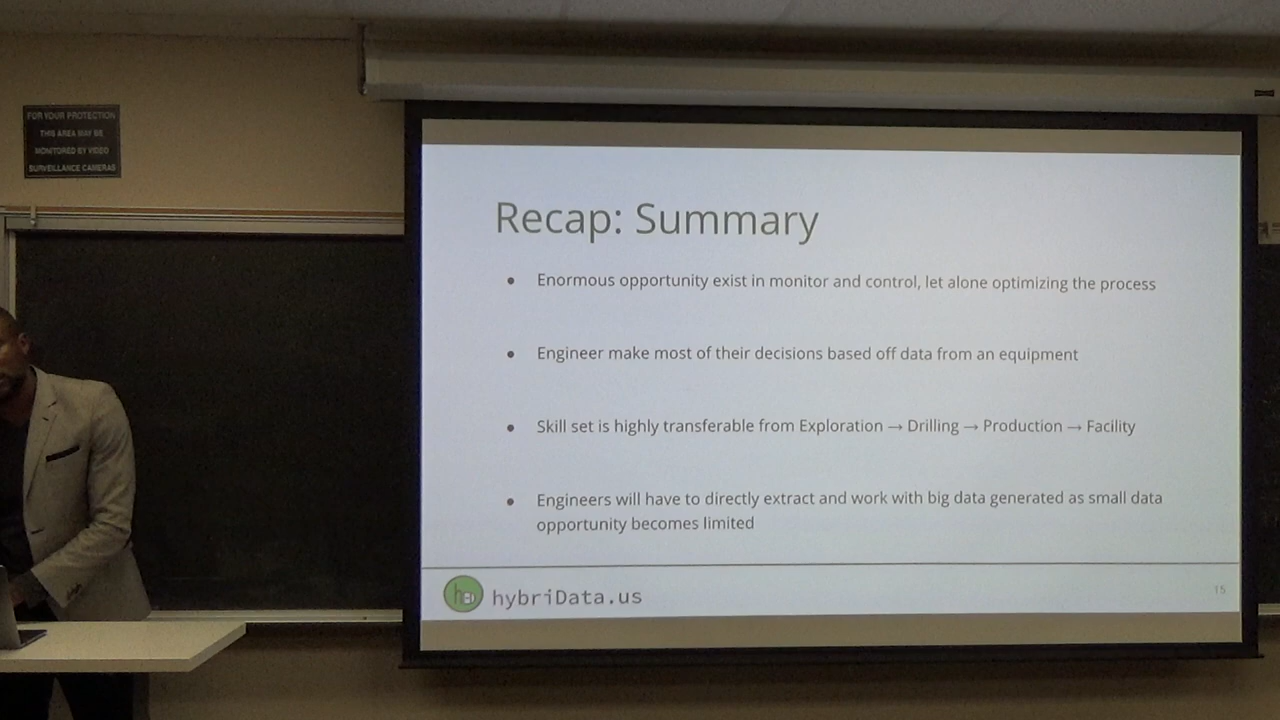 FOR YOUR PROTECTION
THIS AREA MAY BE
MONITORED BY VIDEO
SURVEILLANCE CAMERAS
Recap: Summary
● Enormous opportunity exist in monitor and control, let alone optimizing the process
● Engineer make most of their decisions based off data from an equipment
● Skill set is highly transferable from Exploration → Drilling → Production → Facility
● Engineers will have to directly extract and work with big data generated as small data
opportunity becomes limited
hybriData.us
15